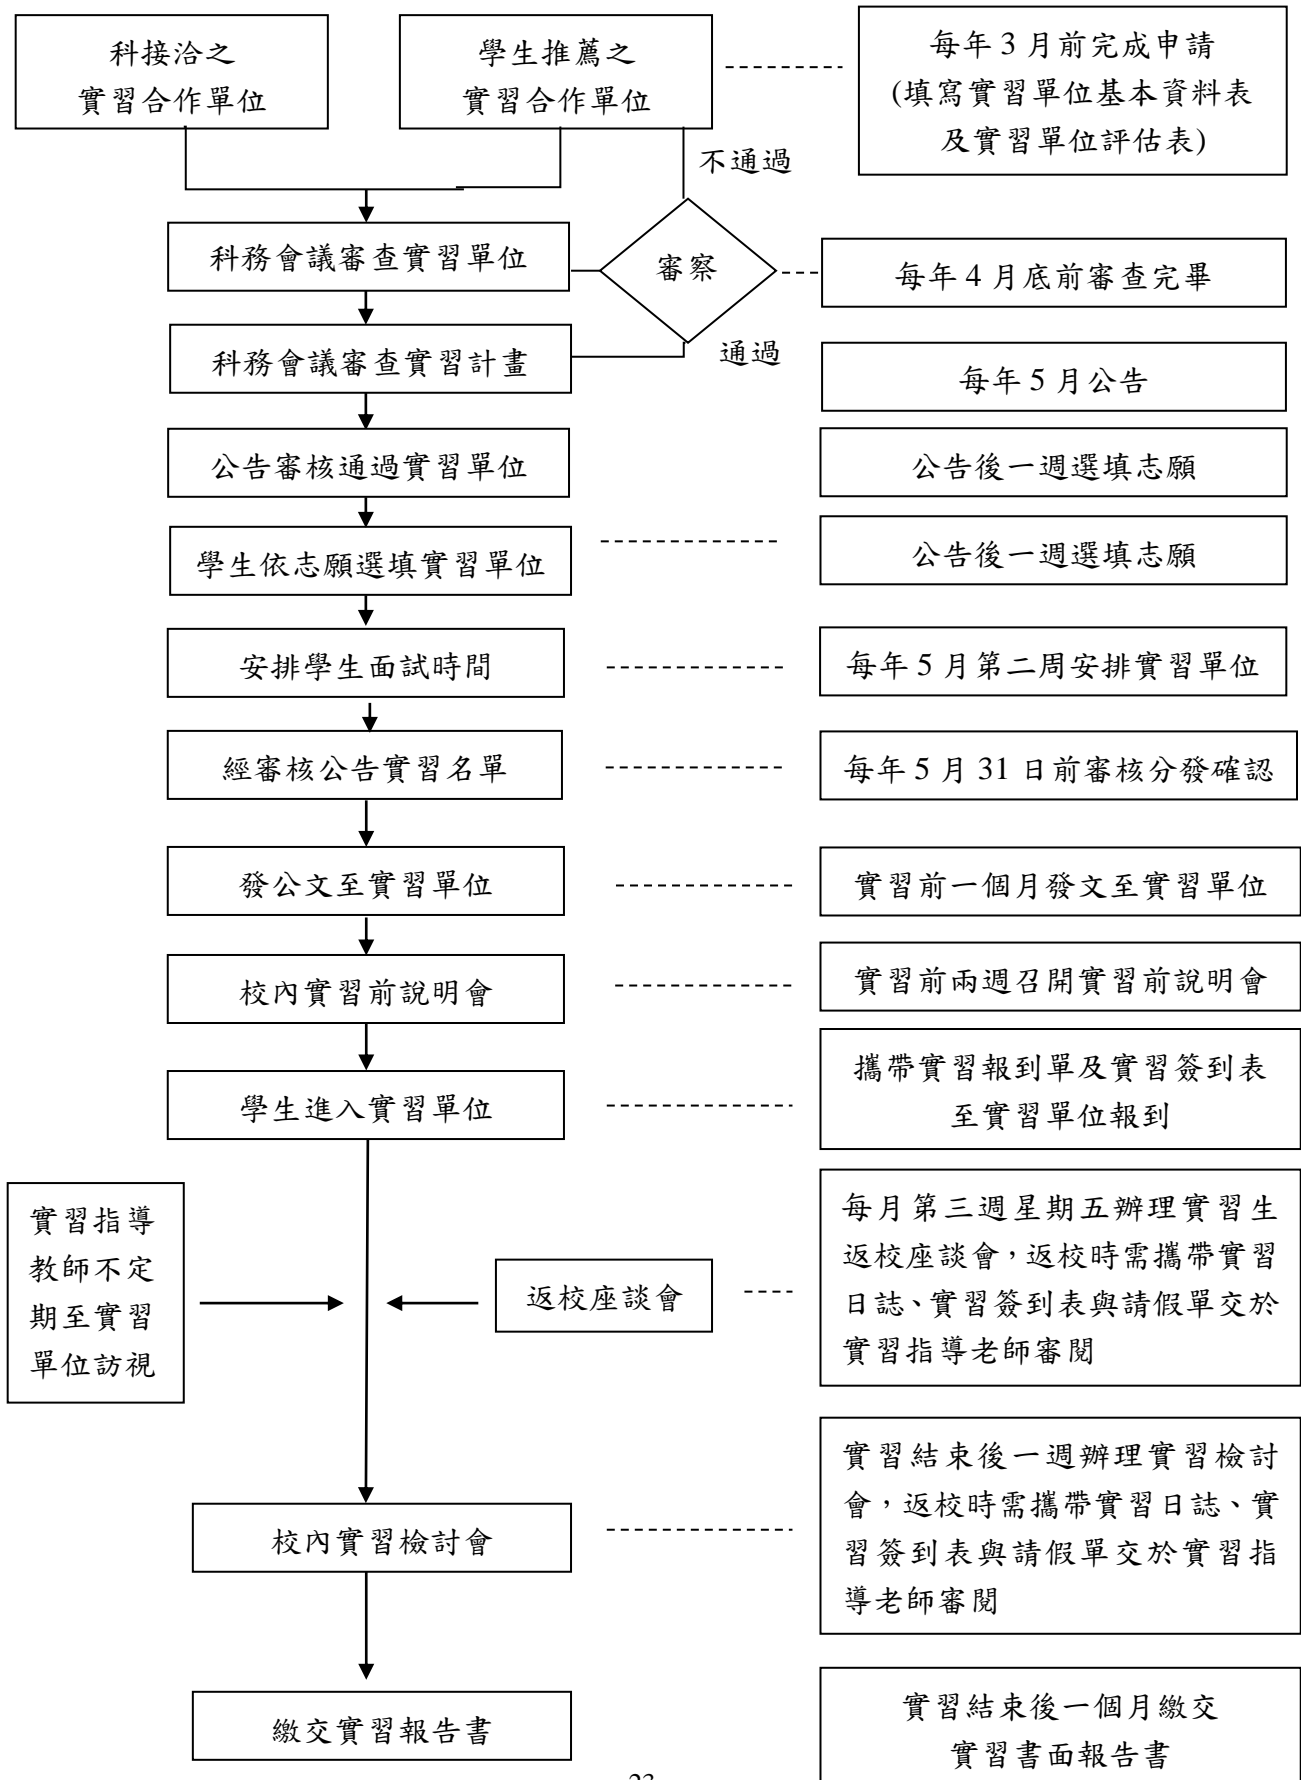 科接洽之
實習合作單位
學生推薦之
實習合作單位
每年 3 月前完成申請
(填寫實習單位基本資料表
及實習單位評估表)
不通過
科務會議審查實習單位
審察
每年 4 月底前審查完畢
科務會議審查實習計畫
通過
每年 5 月公告
公告審核通過實習單位
公告後一週選填志願
學生依志願選填實習單位
公告後一週選填志願
安排學生面試時間
每年 5 月第二周安排實習單位
經審核公告實習名單
每年 5 月 31 日前審核分發確認
發公文至實習單位
實習前一個月發文至實習單位
校內實習前說明會
實習前兩週召開實習前說明會
學生進入實習單位
攜帶實習報到單及實習簽到表
至實習單位報到
實習指導
教師不定
期至實習
單位訪視
返校座談會
每月第三週星期五辦理實習生
返校座談會，返校時需攜帶實習
日誌、實習簽到表與請假單交於
實習指導老師審閱
校內實習檢討會
實習結束後一週辦理實習檢討
會，返校時需攜帶實習日誌、實
習簽到表與請假單交於實習指
導老師審閱
繳交實習報告書
實習結束後一個月繳交
實習書面報告書